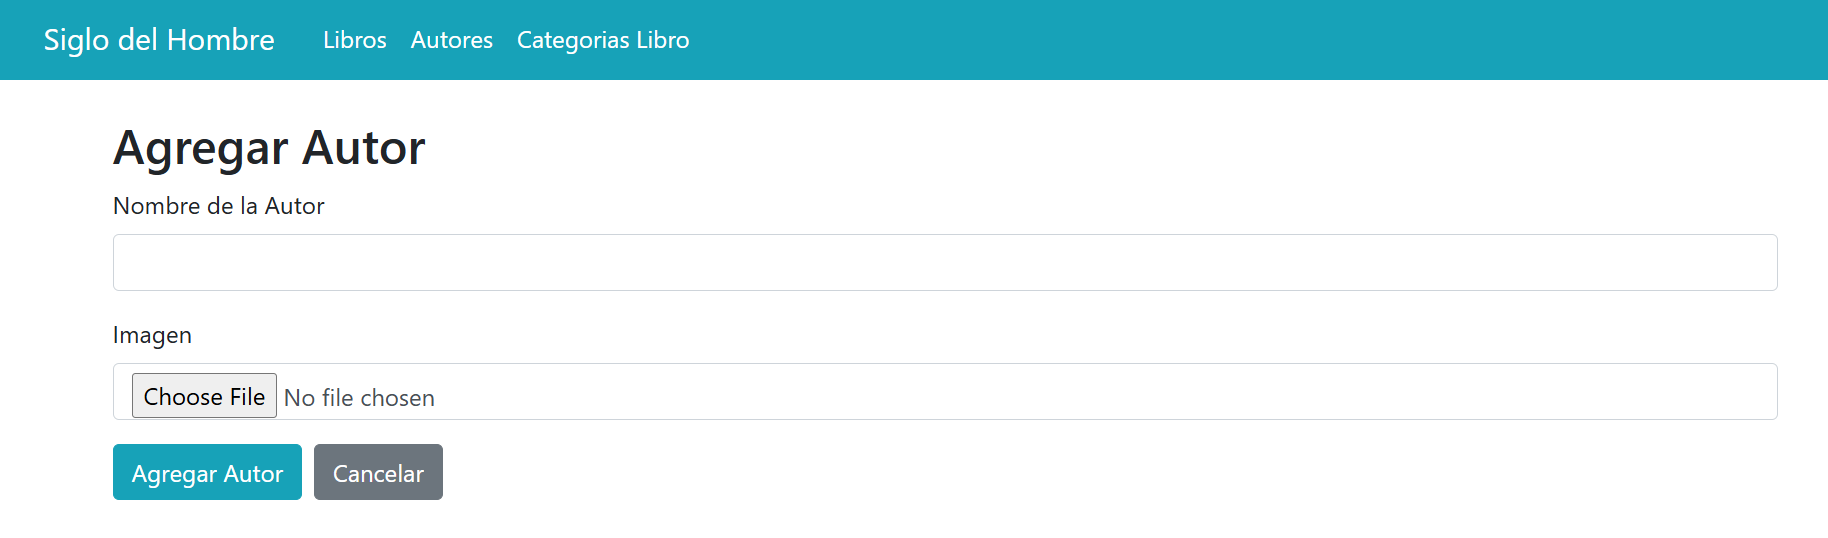 Siglo del Hombre Libros Autores Categorias Libro
Agregar Autor
Nombre de la Autor
Imagen
Choose File No file chosen
Agregar Autor Cancelar